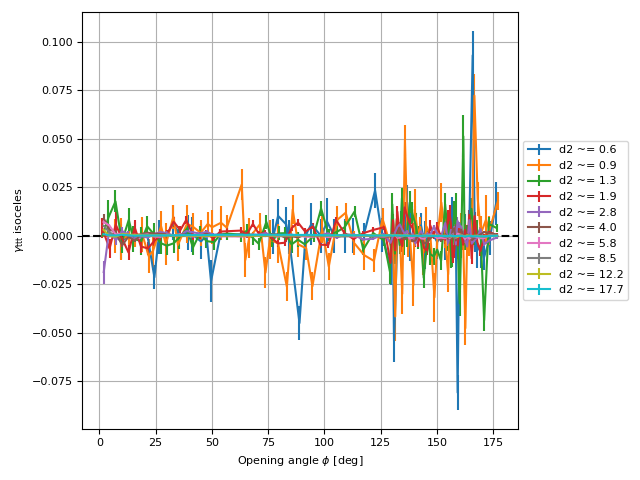 0.100
0.075
0.050
0.025
0.000
−0.025
−0.050
−0.075
γttt isoceles
0 25 50 75 100 125 150 175
Opening angle ϕ [deg]
d2 ~= 0.6
d2 ~= 0.9
d2 ~= 1.3
d2 ~= 1.9
d2 ~= 2.8
d2 ~= 4.0
d2 ~= 5.8
d2 ~= 8.5
d2 ~= 12.2
d2 ~= 17.7